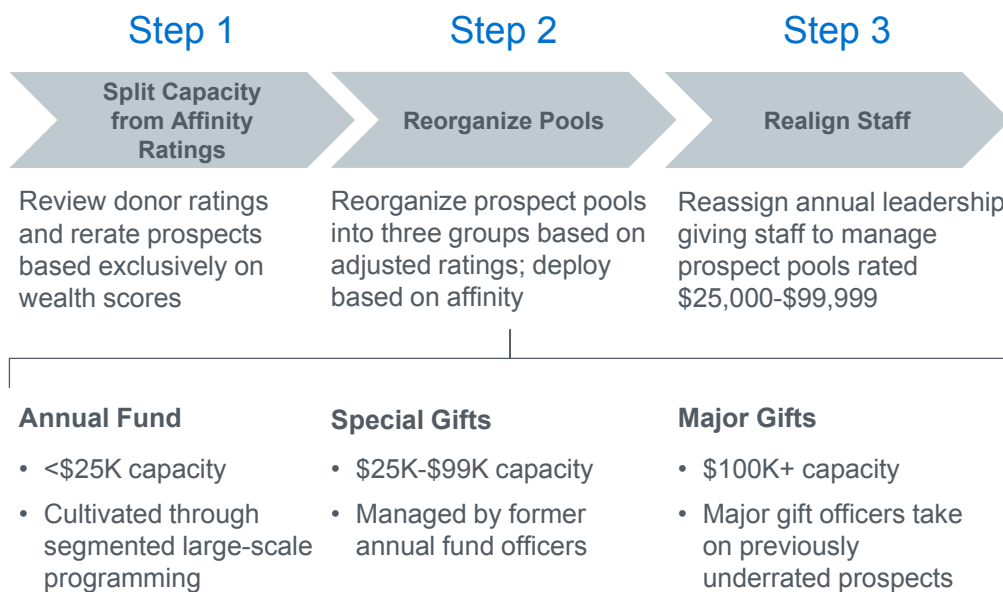 Step 1
Step 2
Step 3
Split Capacity
from Affinity
Ratings
Reorganize Pools
Realign Staff
Review donor ratings
and rerate prospects
based exclusively on
wealth scores
Reorganize prospect pools
into three groups based on
adjusted ratings; deploy
based on affinity
Reassign annual leadership
giving staff to manage
prospect pools rated
$25,000-$99,999
Annual Fund
• <$25K capacity
• Cultivated through
segmented large-scale
programming
Special Gifts
• $25K-$99K capacity
• Managed by former
annual fund officers
Major Gifts
• $100K+ capacity
• Major gift officers take
on previously
underrated prospects